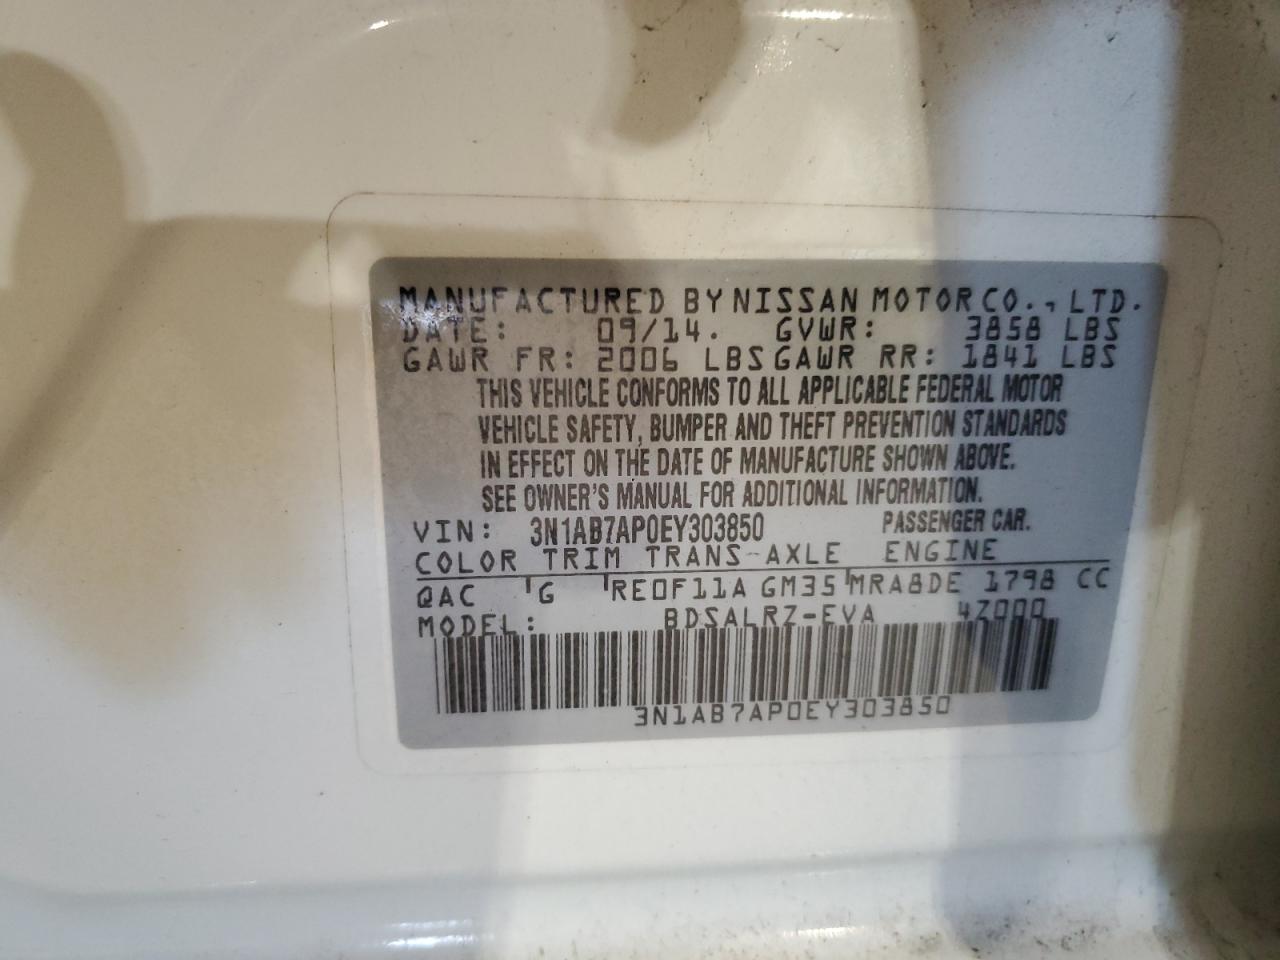 MANUFACTURED BY NISSAN MOTOR CO., LTD.
DATE: 09/14. GVWR: 3858 LBS
GAWR FR: 2006 LBS GAWR RR: 1841 LBS
THIS VEHICLE CONFORMS TO ALL APPLICABLE FEDERAL MOTOR
VEHICLE SAFETY, BUMPER AND THEFT PREVENTION STANDARDS
IN EFFECT ON THE DATE OF MANUFACTURE SHOWN ABOVE.
SEE OWNER'S MANUAL FOR ADDITIONAL INFORMATION.
VIN: 3N1AB7AP0EY303850 PASSENGER CAR.
COLOR TRIM TRANS-AXLE ENGINE
QAC G RE0F11A GM35 MRA8DE 1798 CC
MODEL: BDSALRZ-EVA 4Z000
3N1AB7AP0EY303850